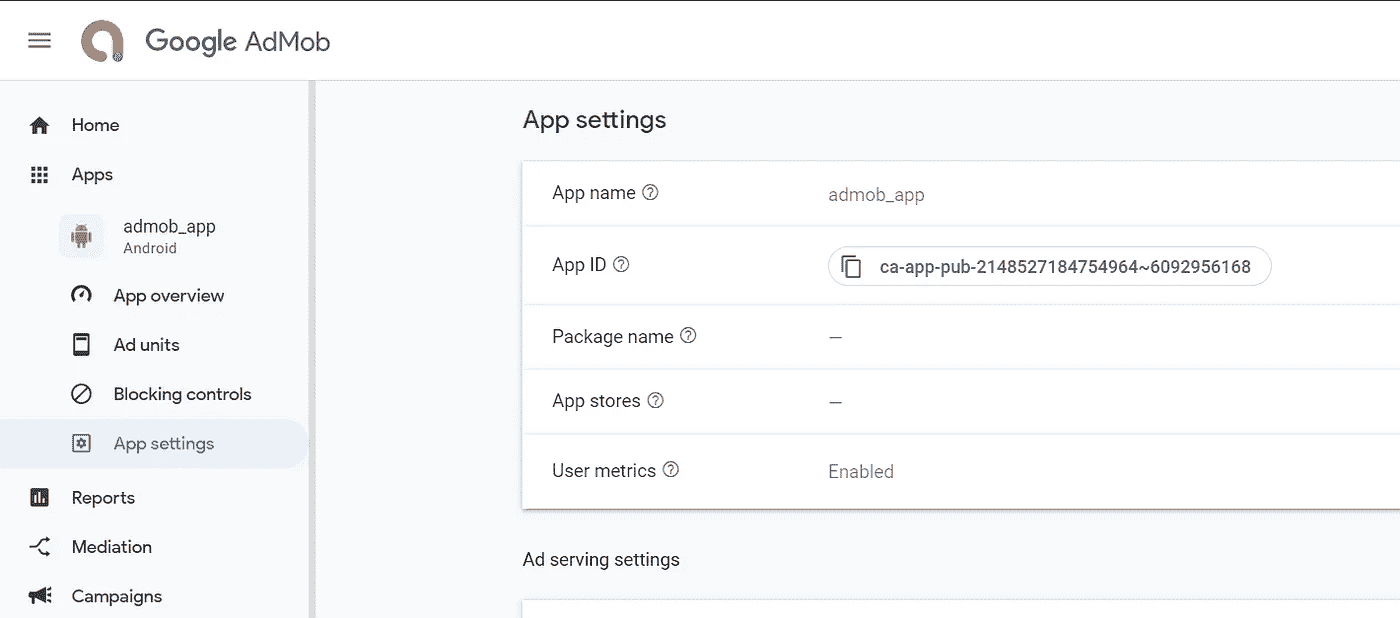 Google AdMob
Home
Apps
admob_app
Android
App overview
Ad units
Blocking controls
App settings
Reports
Mediation
Campaigns
App settings
App name
admob_app
App ID
ca-app-pub-2148527184754964~6092956168
Package name
—
App stores
—
User metrics
Enabled
Ad serving settings